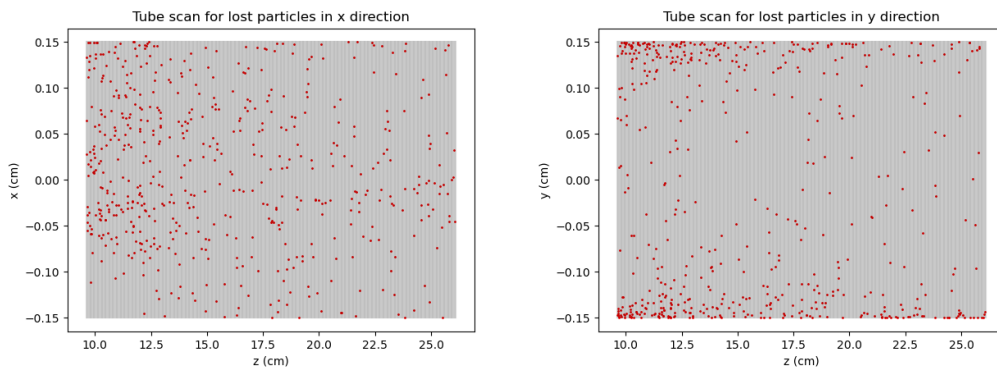 Tube scan for lost particles in x direction
0.15
0.10
0.05
0.00
−0.05
−0.10
−0.15
x (cm)
10.0 12.5 15.0 17.5 20.0 22.5 25.0
z (cm)
Tube scan for lost particles in y direction
0.15
0.10
0.05
0.00
−0.05
−0.10
−0.15
y (cm)
10.0 12.5 15.0 17.5 20.0 22.5 25.0
z (cm)